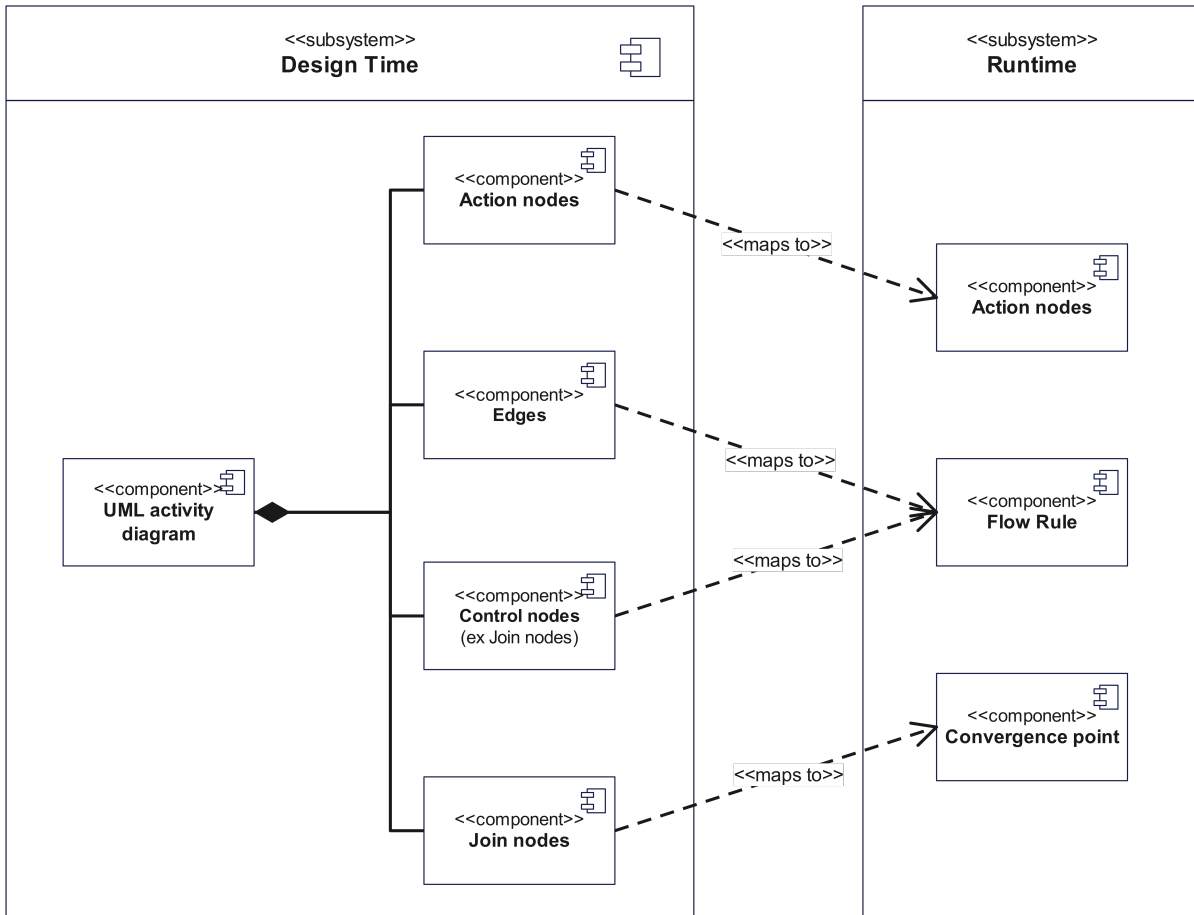 <<subsystem>>
Design Time
<<subsystem>>
Runtime
<<component>>
Action nodes
<<maps to>>
<<component>>
Action nodes
<<component>>
Edges
<<maps to>>
<<component>>
UML activity
diagram
<<component>>
Flow Rule
<<maps to>>
<<component>>
Control nodes
(ex Join nodes)
<<component>>
Convergence point
<<maps to>>
<<component>>
Join nodes